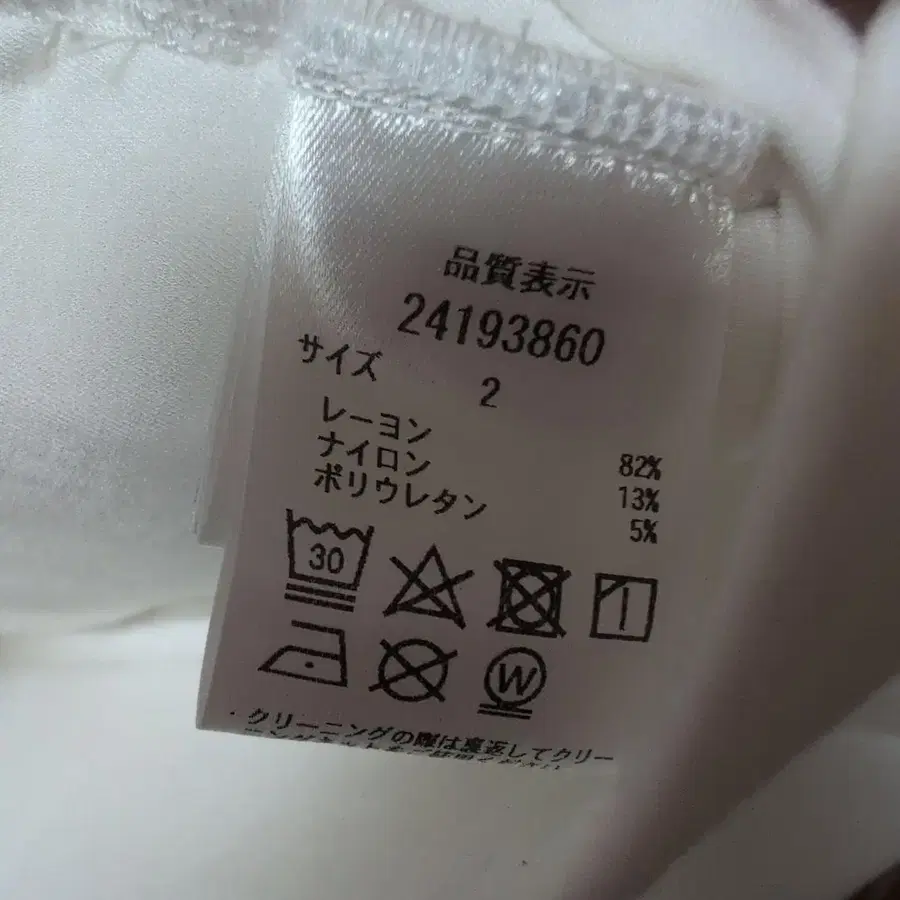 品質表示
24193860
サイズ 2
レーヨン 82%
ナイロン 13%
ポリウレタン 5%
30
W
・クリーニングの際は裏返してクリー